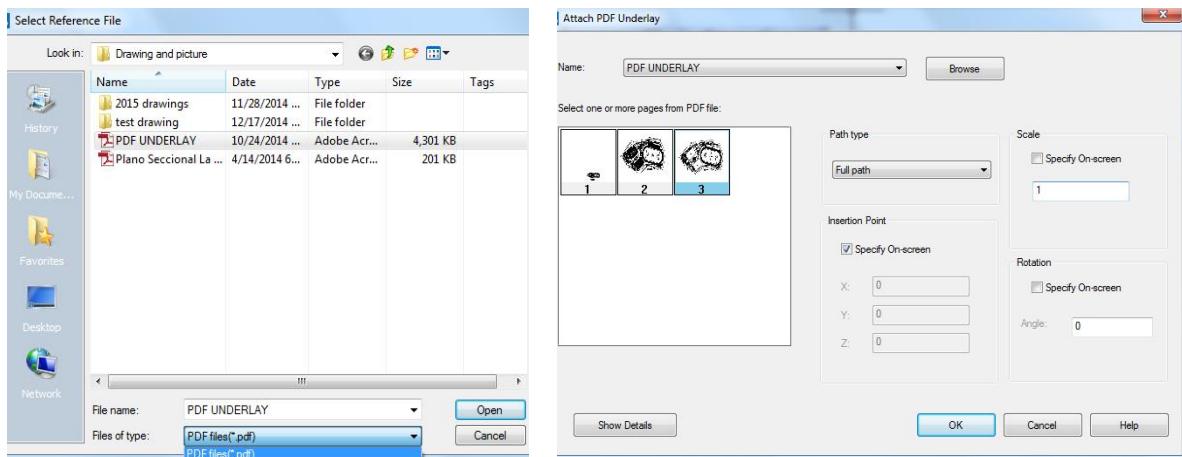 Select Reference File
Look in: Drawing and picture
Name Date Type Size Tags
2015 drawings 11/28/2014 ... File folder
test drawing 12/17/2014 ... File folder
PDF UNDERLAY 10/24/2014 ... Adobe Acr... 4,301 KB
Plano Seccional La ... 4/14/2014 6... Adobe Acr... 201 KB
History
My Docume...
Favorites
Desktop
Network
File name: PDF UNDERLAY Open
Files of type: PDF files(*.pdf) Cancel
PDF files(*.pdf)
Attach PDF Underlay
Name: PDF UNDERLAY Browse
Select one or more pages from PDF file:
1 2 3
Path type
Full path
Insertion Point
Specify On-screen
X: 0
Y: 0
Z: 0
Scale
Specify On-screen
1
Rotation
Specify On-screen
Angle: 0
Show Details OK Cancel Help